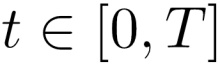 t ∈ [0, T]